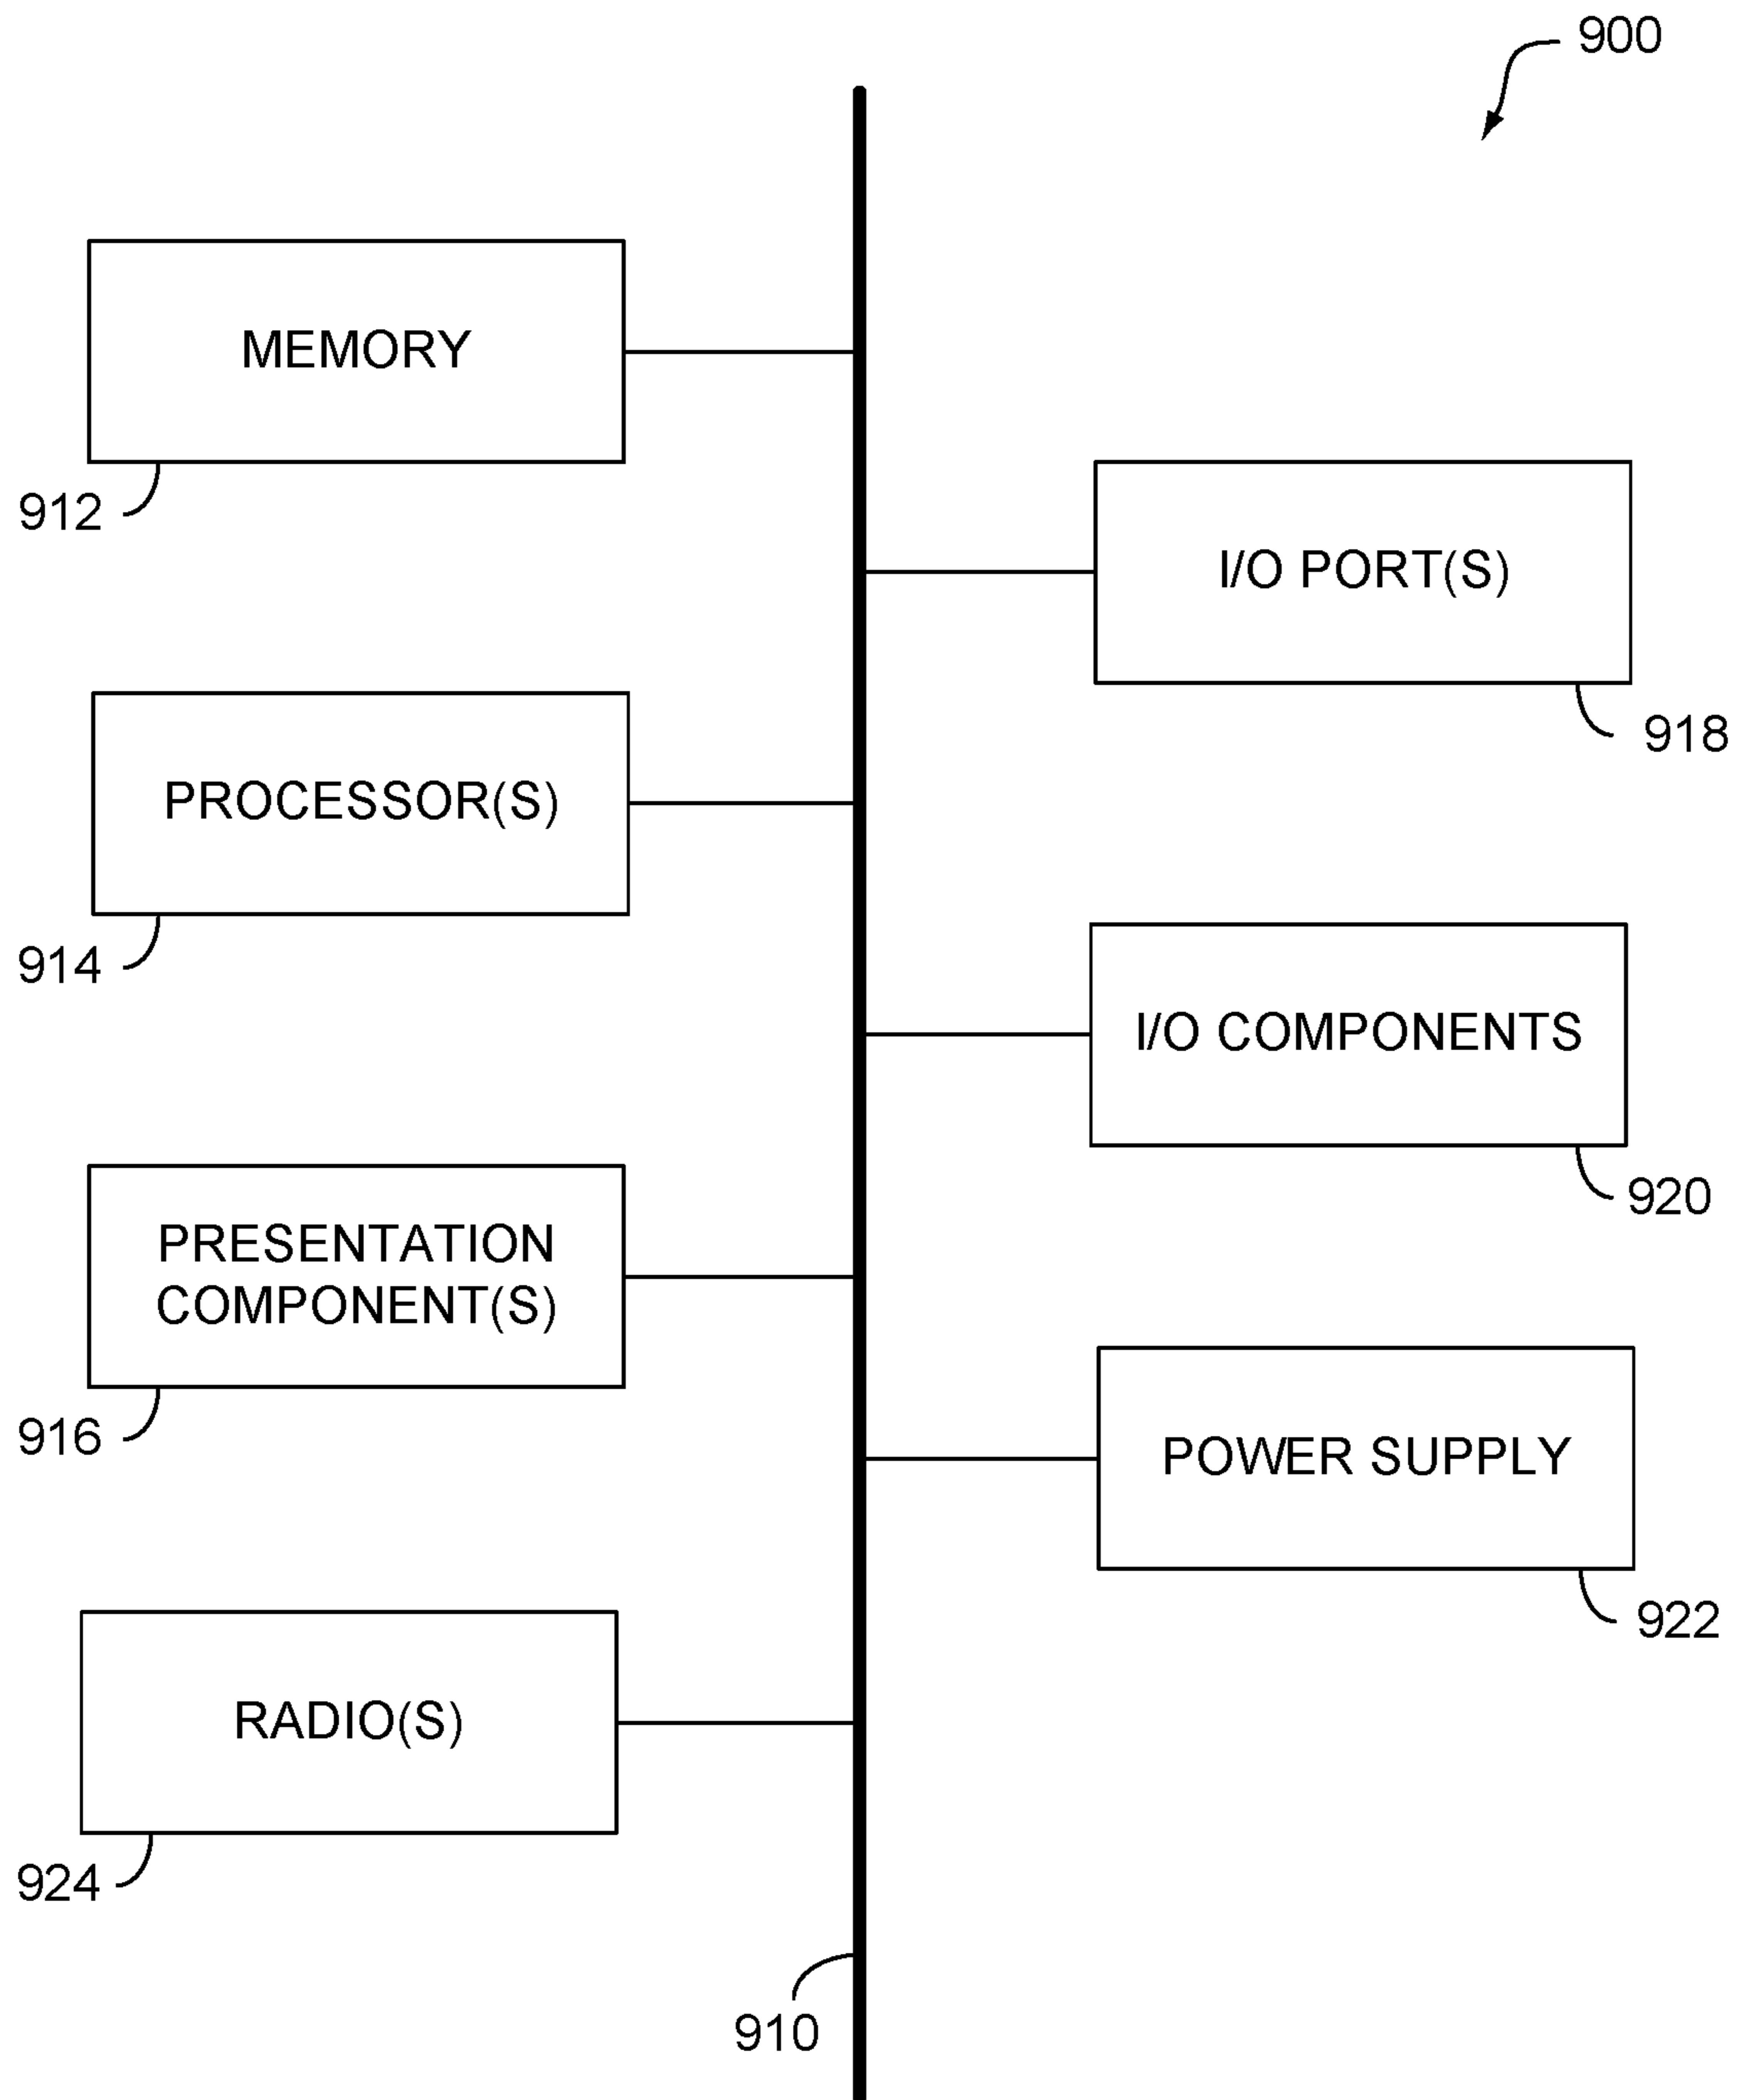 900
MEMORY
912
I/O PORT(S)
918
PROCESSOR(S)
914
I/O COMPONENTS
920
PRESENTATION
COMPONENT(S)
916
POWER SUPPLY
922
RADIO(S)
924
910